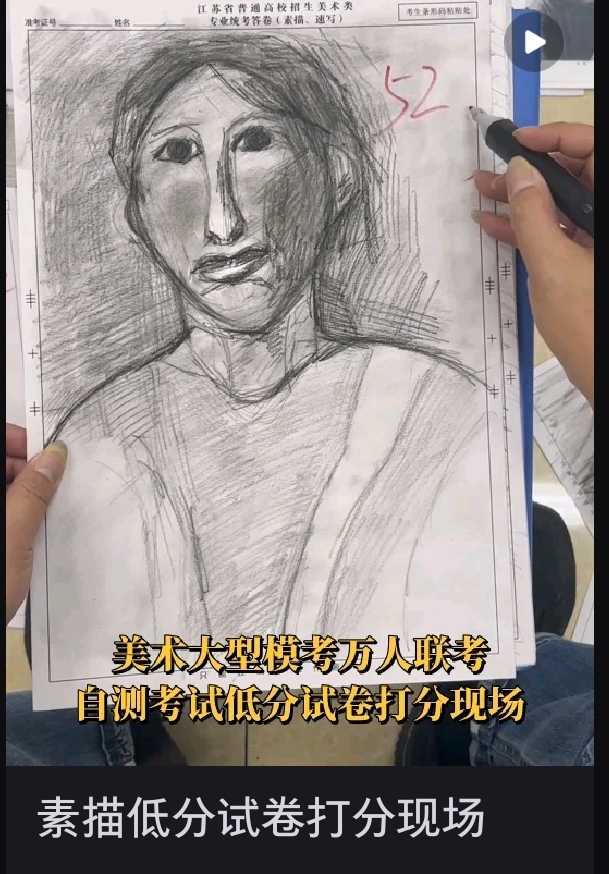 江苏省普通高校招生美术类
准考证号 姓名 专业统考答卷（素描、速写）
考生条形码粘贴处
52
美术大型模考万人联考
自测考试低分试卷打分现场
素描低分试卷打分现场